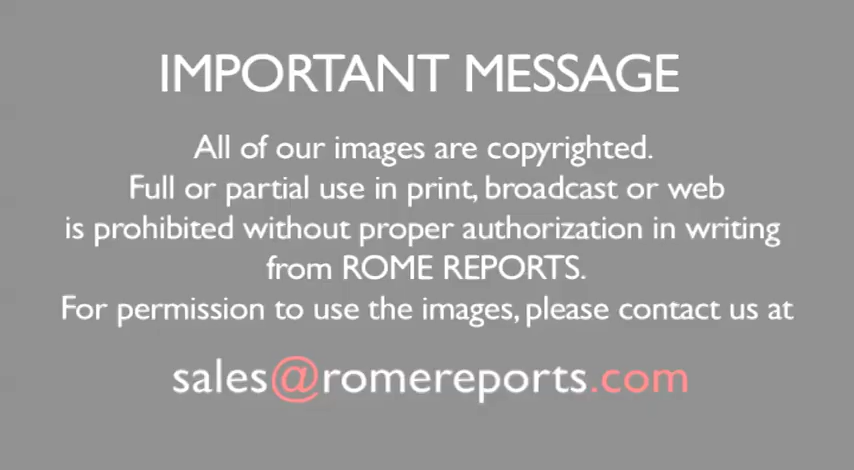 IMPORTANT MESSAGE
All of our images are copyrighted.
Full or partial use in print, broadcast or web
is prohibited without proper authorization in writing
from ROME REPORTS.
For permission to use the images, please contact us at
sales@romereports.com